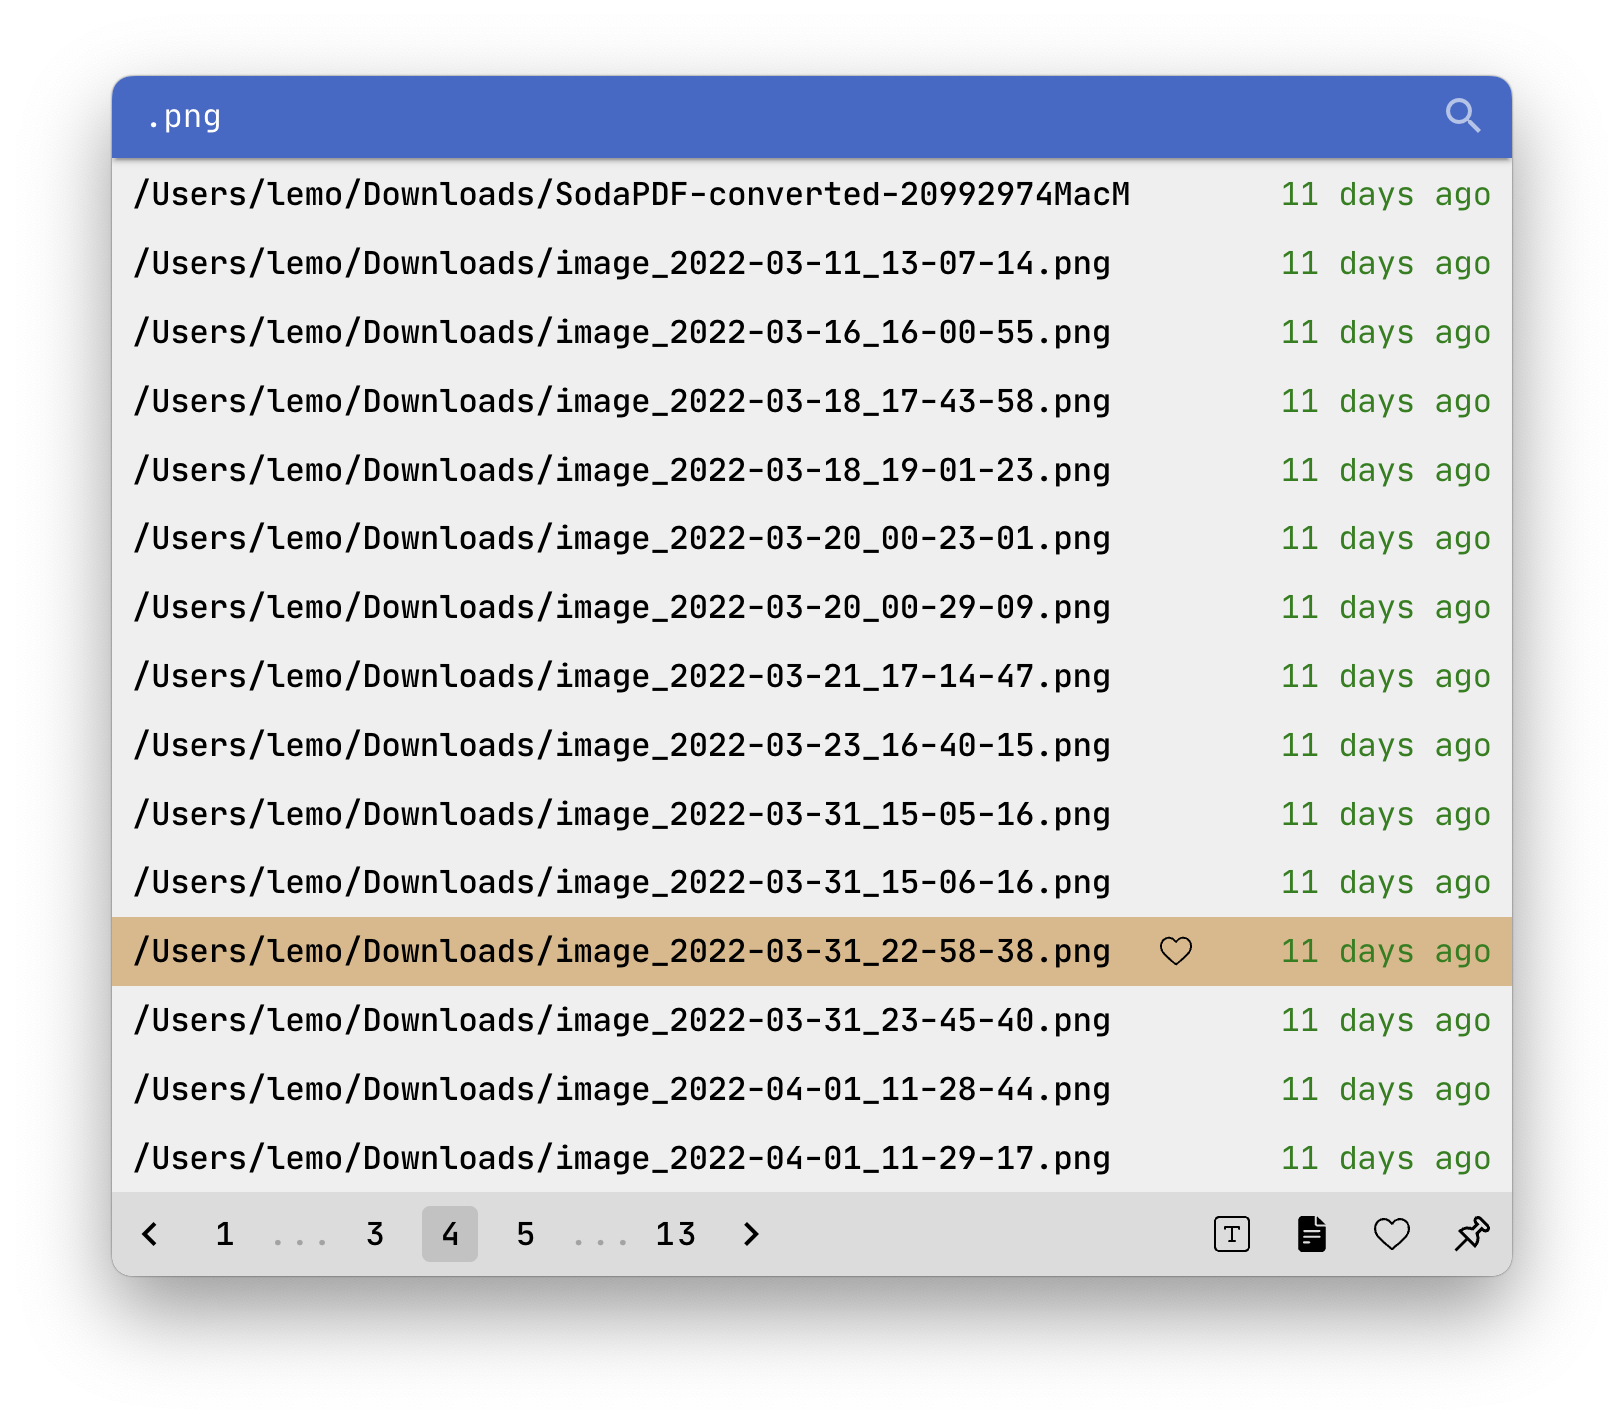 .png
/Users/lemo/Downloads/SodaPDF-converted-20992974MacM 11 days ago
/Users/lemo/Downloads/image_2022-03-11_13-07-14.png 11 days ago
/Users/lemo/Downloads/image_2022-03-16_16-00-55.png 11 days ago
/Users/lemo/Downloads/image_2022-03-18_17-43-58.png 11 days ago
/Users/lemo/Downloads/image_2022-03-18_19-01-23.png 11 days ago
/Users/lemo/Downloads/image_2022-03-20_00-23-01.png 11 days ago
/Users/lemo/Downloads/image_2022-03-20_00-29-09.png 11 days ago
/Users/lemo/Downloads/image_2022-03-21_17-14-47.png 11 days ago
/Users/lemo/Downloads/image_2022-03-23_16-40-15.png 11 days ago
/Users/lemo/Downloads/image_2022-03-31_15-05-16.png 11 days ago
/Users/lemo/Downloads/image_2022-03-31_15-06-16.png 11 days ago
/Users/lemo/Downloads/image_2022-03-31_22-58-38.png 11 days ago
/Users/lemo/Downloads/image_2022-03-31_23-45-40.png 11 days ago
/Users/lemo/Downloads/image_2022-04-01_11-28-44.png 11 days ago
/Users/lemo/Downloads/image_2022-04-01_11-29-17.png 11 days ago
1 ... 3 4 5 ... 13 T